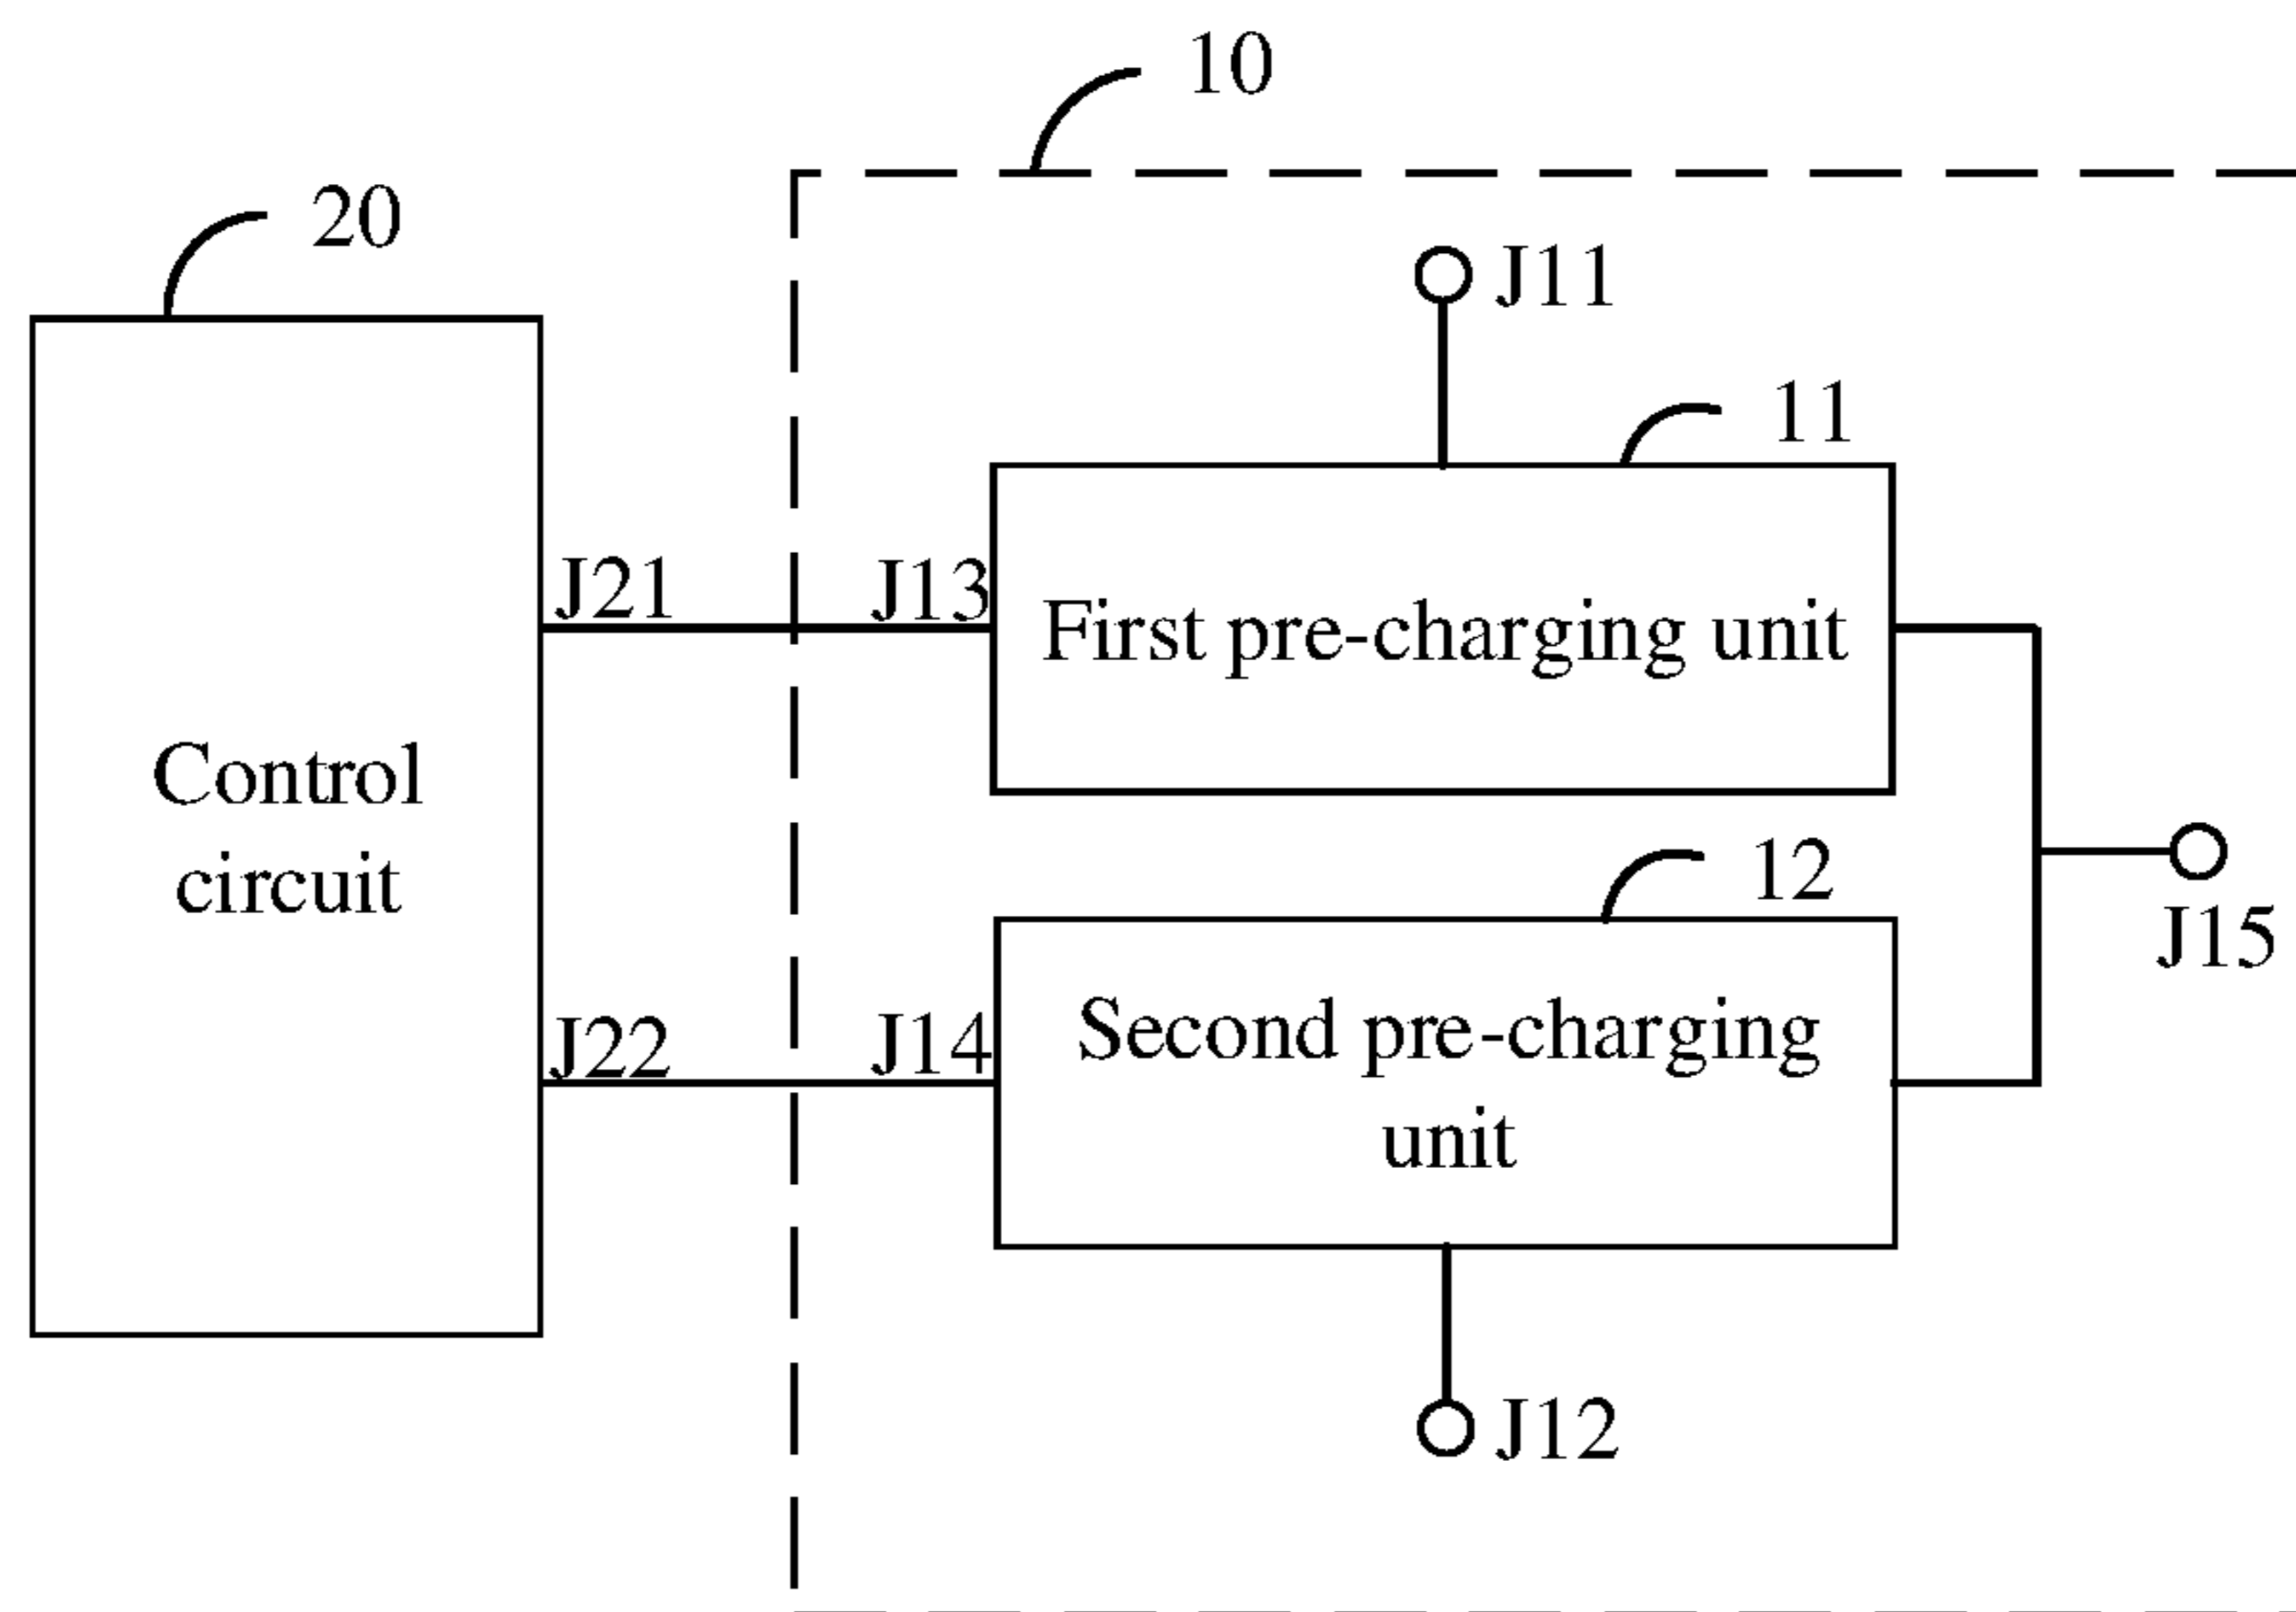 10
20
J11
11
J21
J13
First pre-charging unit
Control
circuit
12
J15
J22
J14
Second pre-charging
unit
J12